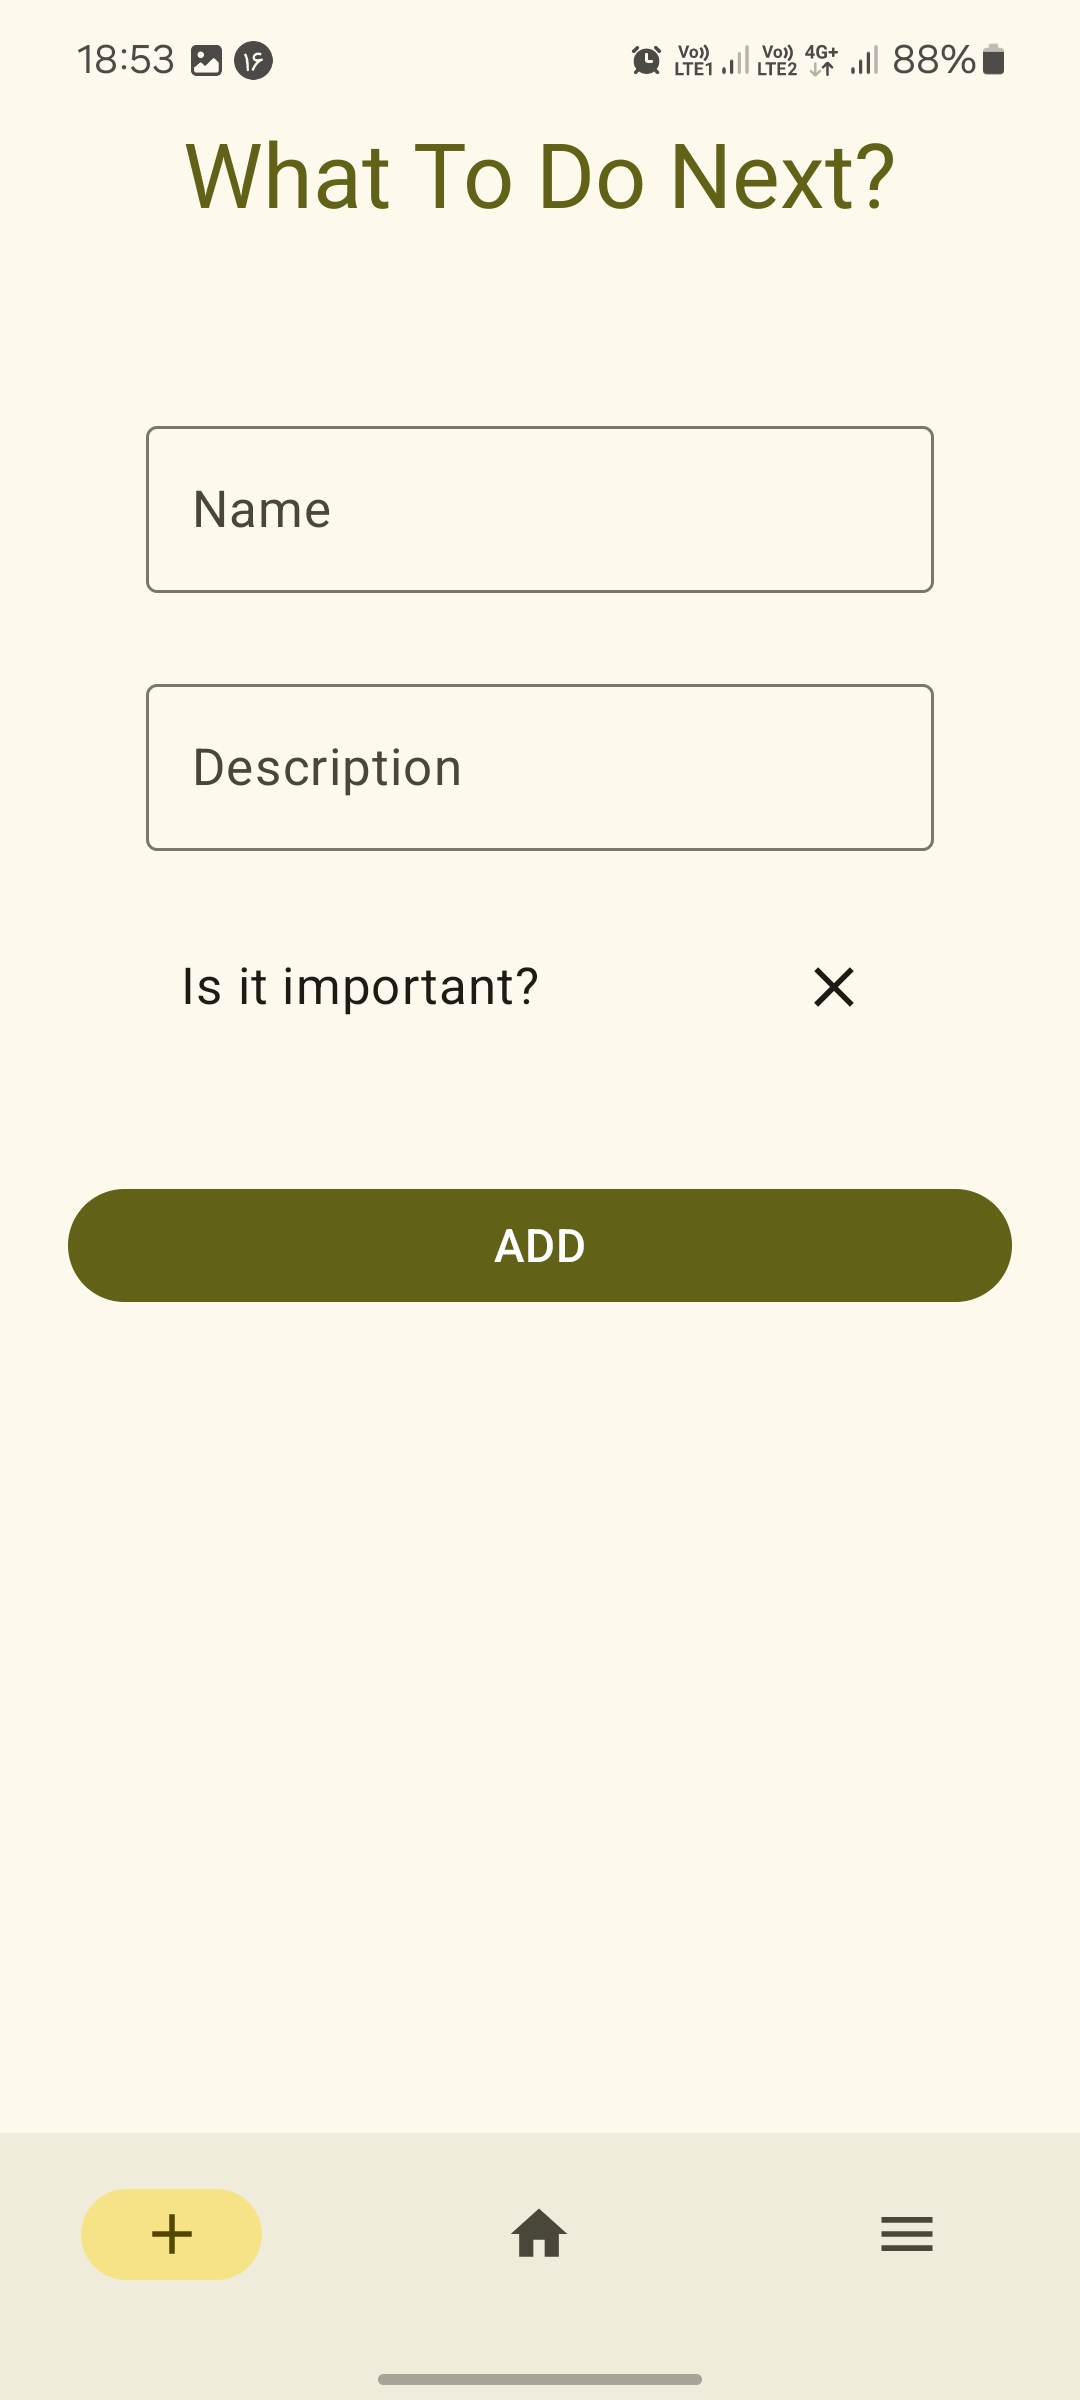 18:53 ۱۶ Vo)) LTE1 Vo)) LTE2 4G+ 88%
What To Do Next?
Name
Description
Is it important?
ADD